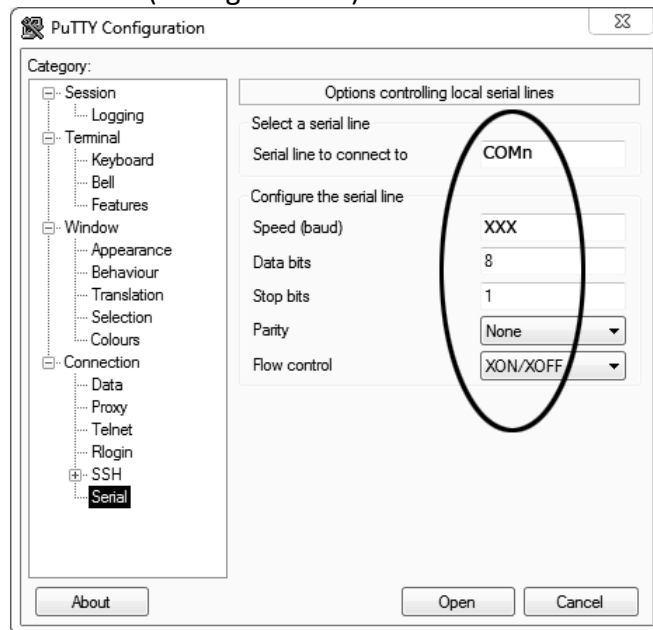 PuTTY Configuration
Category:
Session
Logging
Terminal
Keyboard
Bell
Features
Window
Appearance
Behaviour
Translation
Selection
Colours
Connection
Data
Proxy
Telnet
Rlogin
SSH
Serial
Options controlling local serial lines
Select a serial line
Serial line to connect to COMn
Configure the serial line
Speed (baud) XXX
Data bits 8
Stop bits 1
Parity None
Flow control XON/XOFF
About Open Cancel